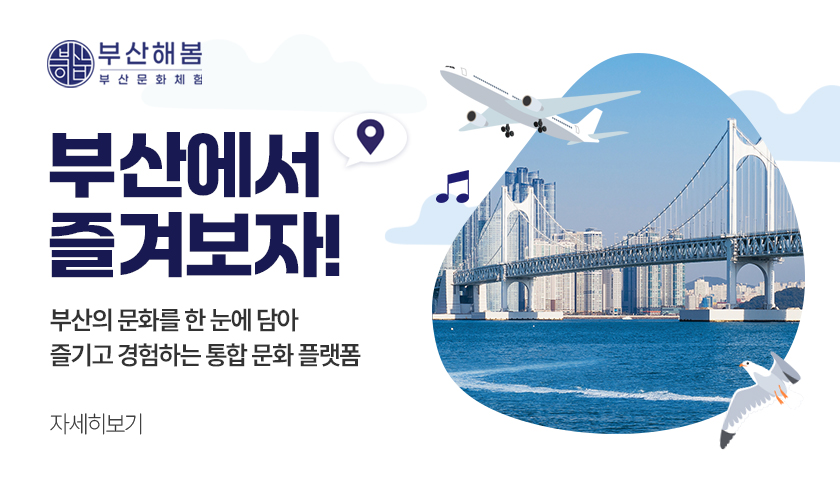 부산해봄
부산문화체험
부산에서
즐겨보자!
부산의 문화를 한 눈에 담아
즐기고 경험하는 통합 문화 플랫폼
자세히보기